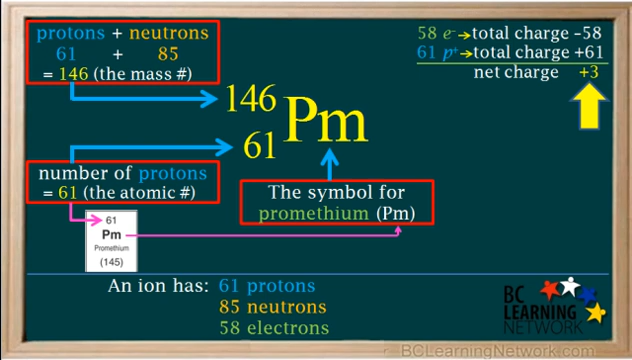 protons + neutrons
61 + 85
= 146 (the mass #)
58 e⁻→total charge –58
61 p⁺→total charge +61
net charge +3
146
61
Pm
number of protons
= 61 (the atomic #)
The symbol for
promethium (Pm)
61
Pm
Promethium
(145)
An ion has: 61 protons
85 neutrons
58 electrons
BC
LEARNING
NETWORK
BCLearningNetwork.com